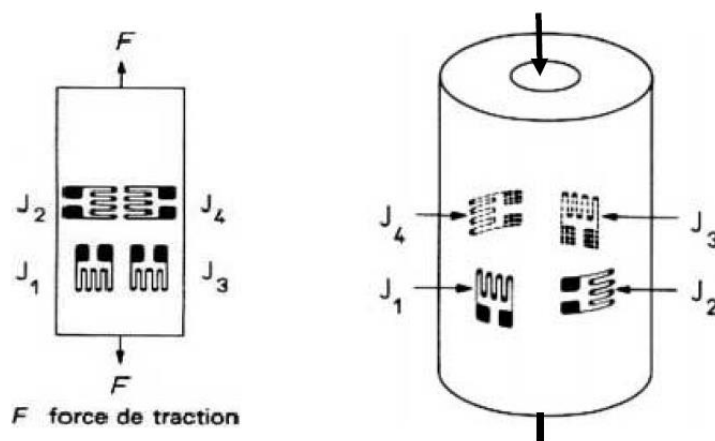 F
J₂ J₄
J₁ J₃
F
F force de traction
J₄
J₃
J₁
J₂